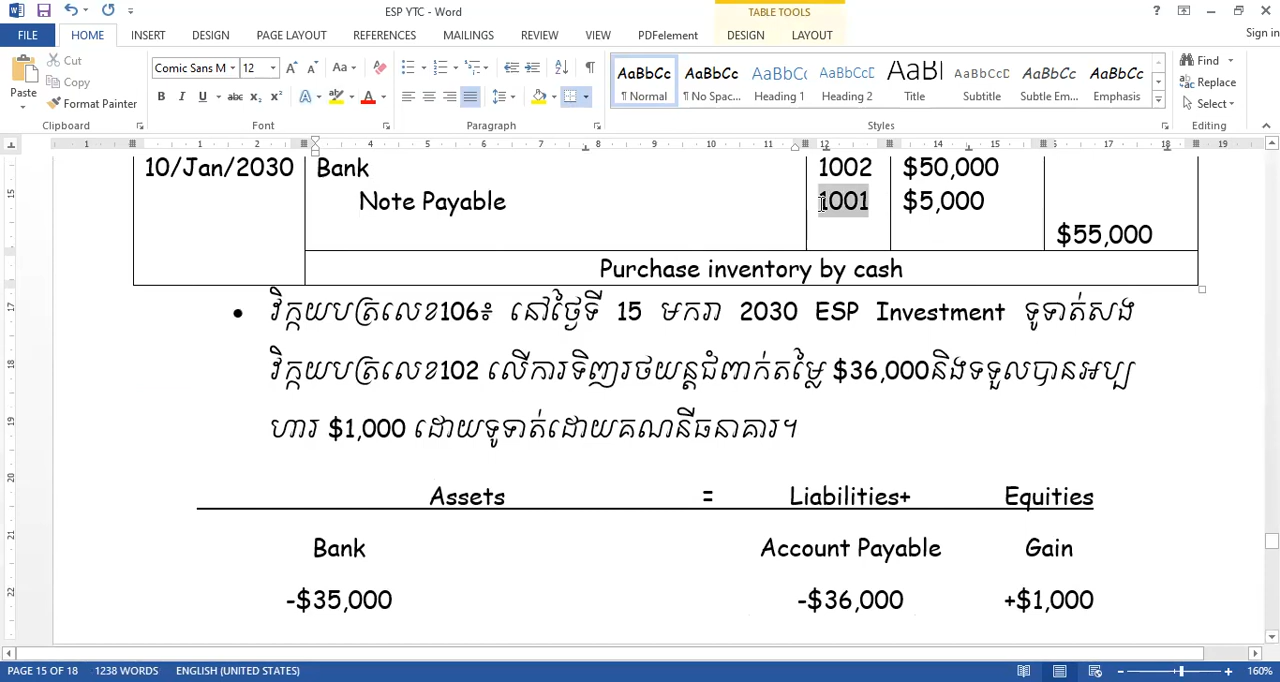 ESP YTC - Word
TABLE TOOLS
Sign in
FILE HOME INSERT DESIGN PAGE LAYOUT REFERENCES MAILINGS REVIEW VIEW PDFelement DESIGN LAYOUT
Cut
Copy
Format Painter
Paste
Comic Sans M 12
AaBbCc AaBbCc AaBbCc AaBbCc AaBl AaBbCcD AaBbCc AaBbCc
¶ Normal ¶ No Spac... Heading 1 Heading 2 Title Subtitle Subtle Em... Emphasis
Find
Replace
Select
Clipboard Font Paragraph Styles Editing
10/Jan/2030 Bank 1002 $50,000
Note Payable 1001 $5,000
$55,000
Purchase inventory by cash
• វិក្កយបត្រលេខ106៖ នៅថ្ងៃទី 15 មករា 2030 ESP Investment ទូទាត់សង
វិក្កយបត្រលេខ102 លើការទិញរថយន្តជំពាក់តម្លៃ $36,000និងទទួលបានអប្ប
ហារ $1,000 ដោយទូទាត់ដោយគណនីធនាគារ។
Assets = Liabilities+ Equities
Bank Account Payable Gain
-$35,000 -$36,000 +$1,000
PAGE 15 OF 18 1238 WORDS ENGLISH (UNITED STATES) 160%